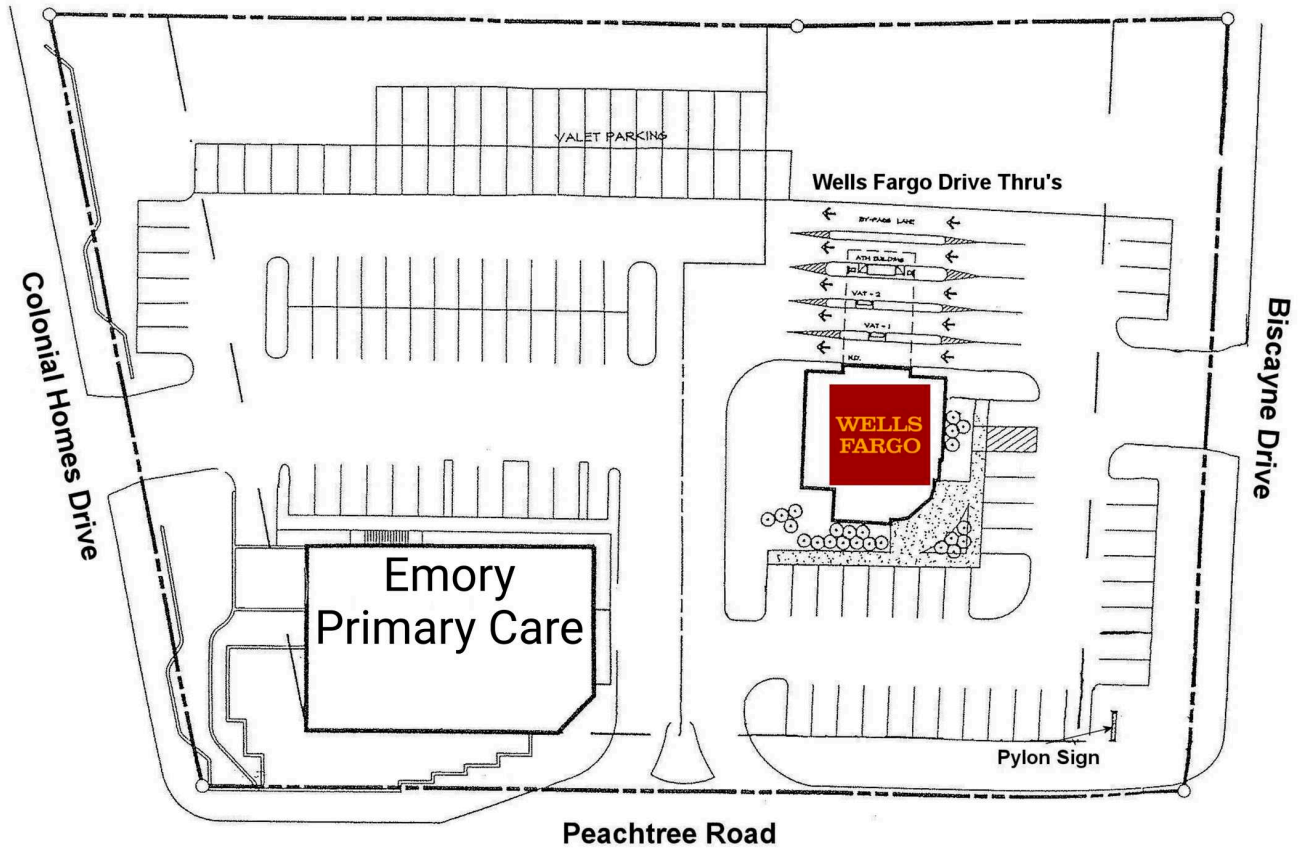 VALET PARKING
Wells Fargo Drive Thru's
BY-PASS LANE
ATM BUILDING
VAT-2
VAT-1
N.D.
WELLS
FARGO
Colonial Homes Drive
Biscayne Drive
Emory
Primary Care
Pylon Sign
Peachtree Road